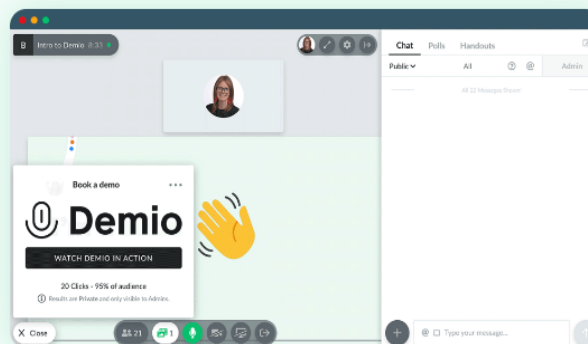 B Intro to Demio 8:33
Chat Polls Handouts
Public All @ Admin
All 22 Messages Shown
Book a demo
Demio
WATCH DEMIO IN ACTION
20 Clicks - 95% of audience
Results are Private and only visible to Admins.
X Close
21
1
+
@ Type your message...